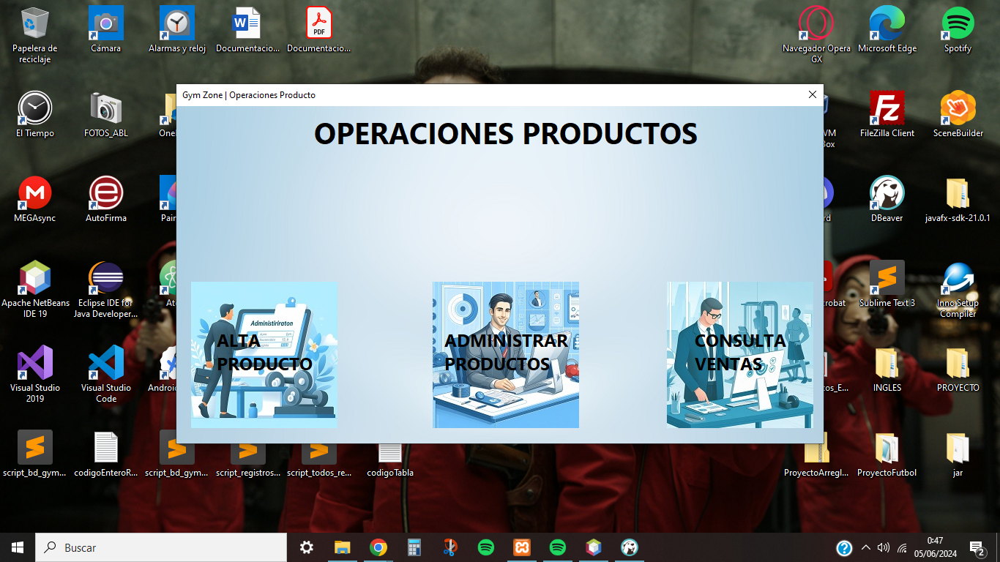 Papelera de
reciclaje
Cámara
Alarmas y reloj
Documentacio...
PDF
Documentacio...
Navegador Opera
GX
Microsoft Edge
Spotify
Gym Zone | Operaciones Producto
OPERACIONES PRODUCTOS
El Tiempo
FOTOS_ABL
One
VM
Box
FileZilla Client
SceneBuilder
MEGAsync
AutoFirma
Pain
rd
DBeaver
javafx-sdk-21.0.1
Apache NetBeans
IDE 19
Eclipse IDE for
Java Developer...
At
crobat
Sublime Text 3
Inno Setup
Compiler
ALTA
PRODUCTO
ADMINISTRAR
PRODUCTOS
CONSULTA
VENTAS
Visual Studio
2019
Visual Studio
Code
Android
tos_E...
INGLES
PROYECTO
script_bd_gym...
codigoEnteroR...
script_bd_gym...
script_registros...
script_todos_re...
codigoTabla
ProyectoArregl...
ProyectoFutbol
jar
Buscar
0:47
05/06/2024
2